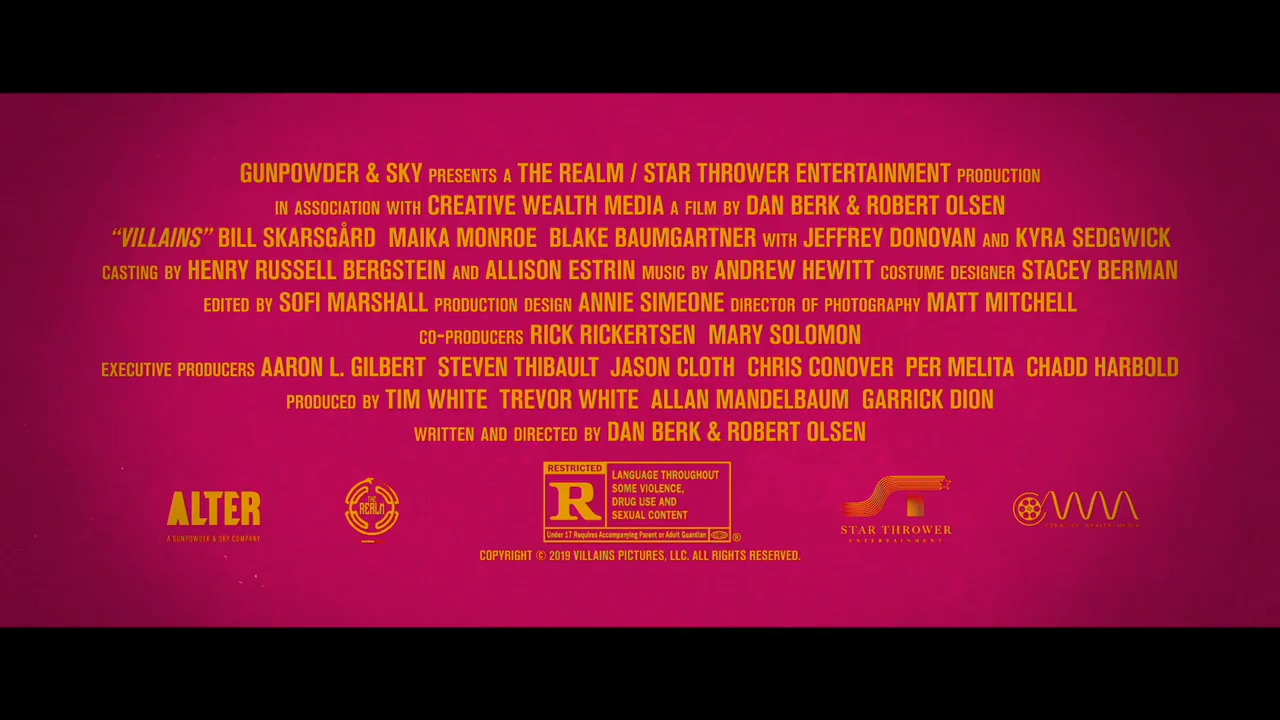 GUNPOWDER & SKY PRESENTS A THE REALM / STAR THROWER ENTERTAINMENT PRODUCTION
IN ASSOCIATION WITH CREATIVE WEALTH MEDIA A FILM BY DAN BERK & ROBERT OLSEN
“VILLAINS” BILL SKARSGÅRD MAIKA MONROE BLAKE BAUMGARTNER WITH JEFFREY DONOVAN AND KYRA SEDGWICK
CASTING BY HENRY RUSSELL BERGSTEIN AND ALLISON ESTRIN MUSIC BY ANDREW HEWITT COSTUME DESIGNER STACEY BERMAN
EDITED BY SOFI MARSHALL PRODUCTION DESIGN ANNIE SIMEONE DIRECTOR OF PHOTOGRAPHY MATT MITCHELL
CO-PRODUCERS RICK RICKERTSEN MARY SOLOMON
EXECUTIVE PRODUCERS AARON L. GILBERT STEVEN THIBAULT JASON CLOTH CHRIS CONOVER PER MELITA CHADD HARBOLD
PRODUCED BY TIM WHITE TREVOR WHITE ALLAN MANDELBAUM GARRICK DION
WRITTEN AND DIRECTED BY DAN BERK & ROBERT OLSEN
ALTER
A GUNPOWDER & SKY COMPANY
THE
REALM
RESTRICTED
R
LANGUAGE THROUGHOUT
SOME VIOLENCE,
DRUG USE AND
SEXUAL CONTENT
Under 17 Requires Accompanying Parent or Adult Guardian
®
STAR THROWER
ENTERTAINMENT
CREATIVE WEALTH MEDIA
COPYRIGHT © 2019 VILLAINS PICTURES, LLC. ALL RIGHTS RESERVED.